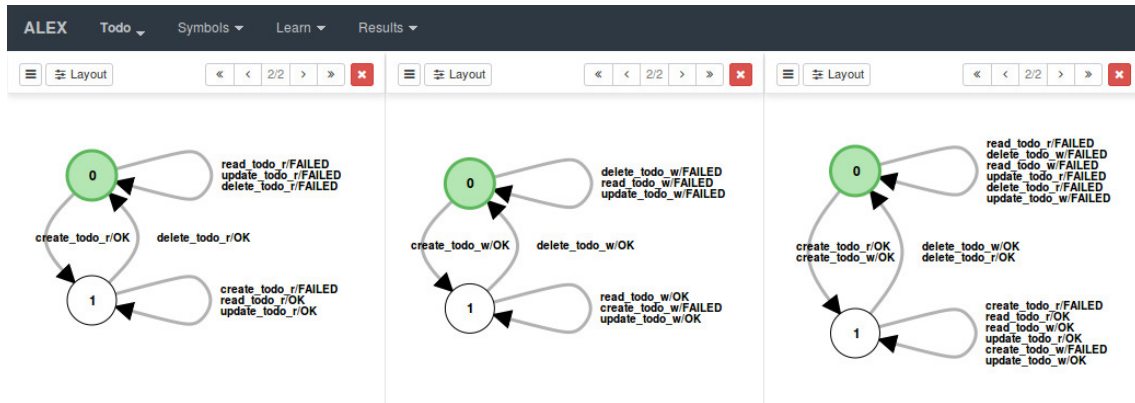 ALEX Todo Symbols Learn Results
Layout « < 2/2 > » ×
Layout « < 2/2 > » ×
Layout « < 2/2 > » ×
0
read_todo_r/FAILED
update_todo_r/FAILED
delete_todo_r/FAILED
create_todo_r/OK delete_todo_r/OK
1
create_todo_r/FAILED
read_todo_r/OK
update_todo_r/OK
0
delete_todo_w/FAILED
read_todo_w/FAILED
update_todo_w/FAILED
create_todo_w/OK delete_todo_w/OK
1
read_todo_w/OK
create_todo_w/FAILED
update_todo_w/OK
0
read_todo_r/FAILED
delete_todo_w/FAILED
read_todo_w/FAILED
update_todo_r/FAILED
delete_todo_r/FAILED
update_todo_w/FAILED
create_todo_r/OK delete_todo_w/OK
create_todo_w/OK delete_todo_r/OK
1
create_todo_r/FAILED
read_todo_r/OK
read_todo_w/OK
update_todo_r/OK
create_todo_w/FAILED
update_todo_w/OK